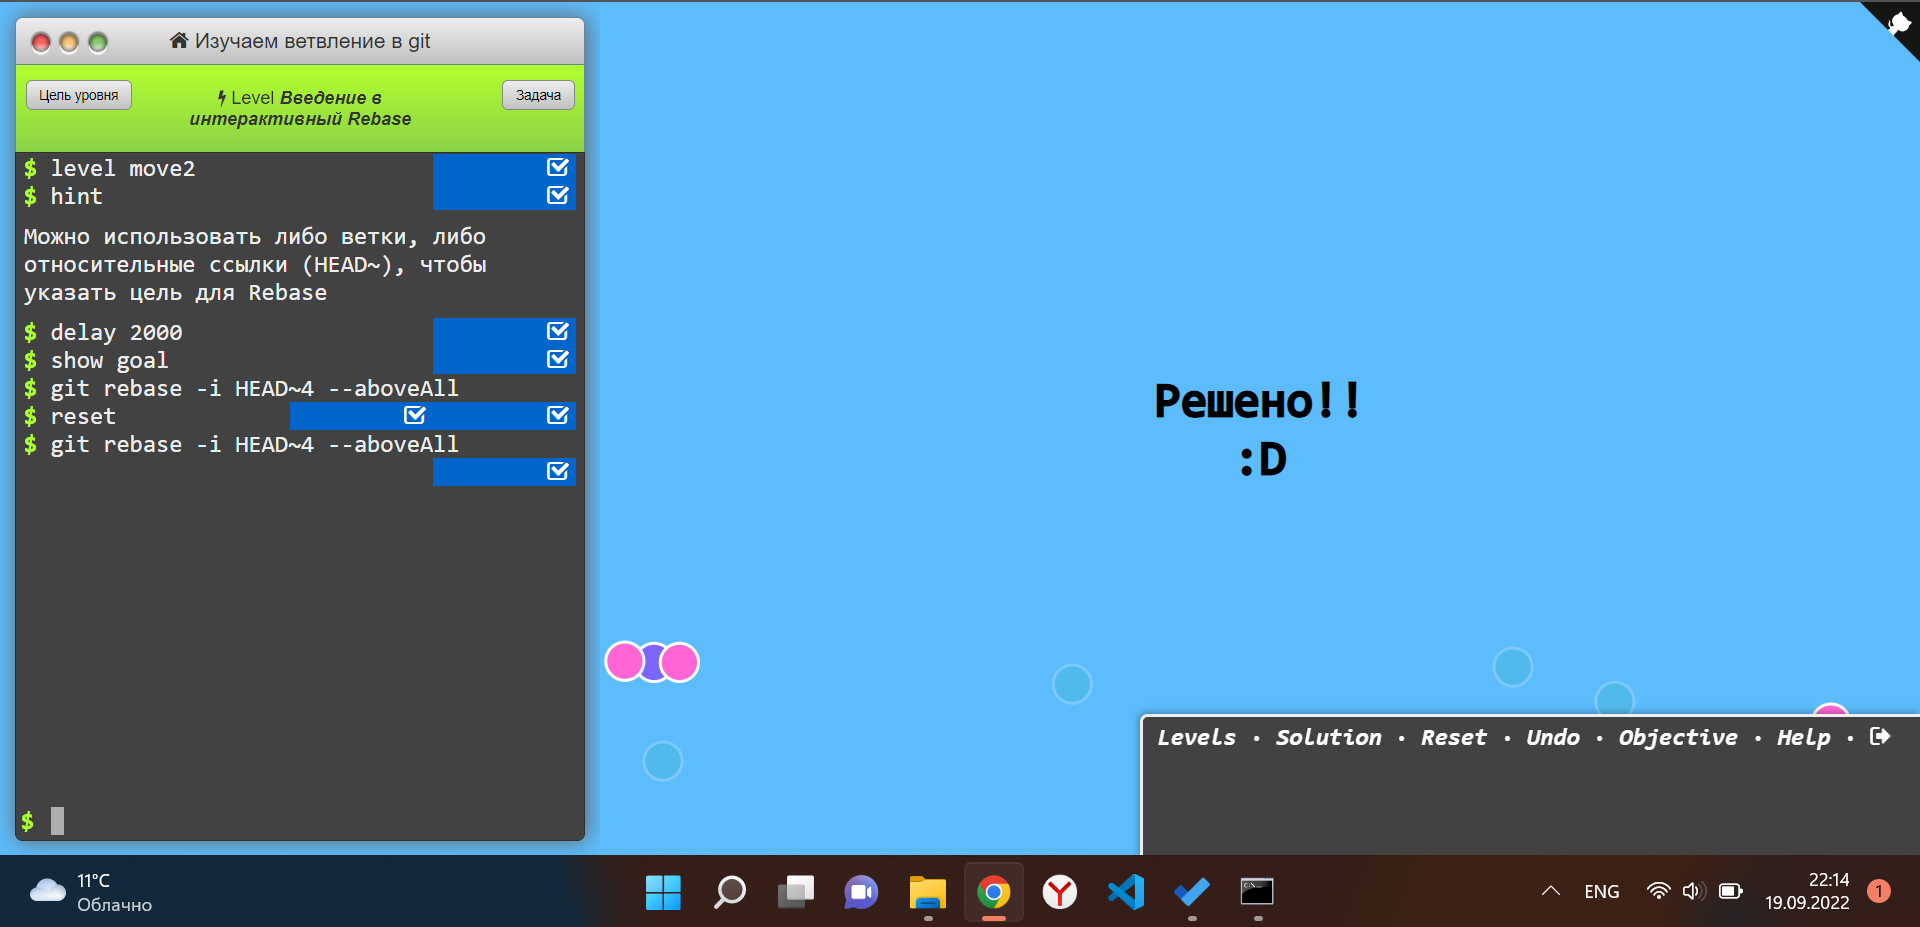 Изучаем ветвление в git
Цель уровня
Level Введение в
интерактивный Rebase
Задача
$ level move2
$ hint
Можно использовать либо ветки, либо
относительные ссылки (HEAD~), чтобы
указать цель для Rebase
$ delay 2000
$ show goal
$ git rebase -i HEAD~4 --aboveAll
$ reset
$ git rebase -i HEAD~4 --aboveAll
$
Решено!!
:D
Levels · Solution · Reset · Undo · Objective · Help ·
11°C
Облачно
ENG
22:14
19.09.2022
1